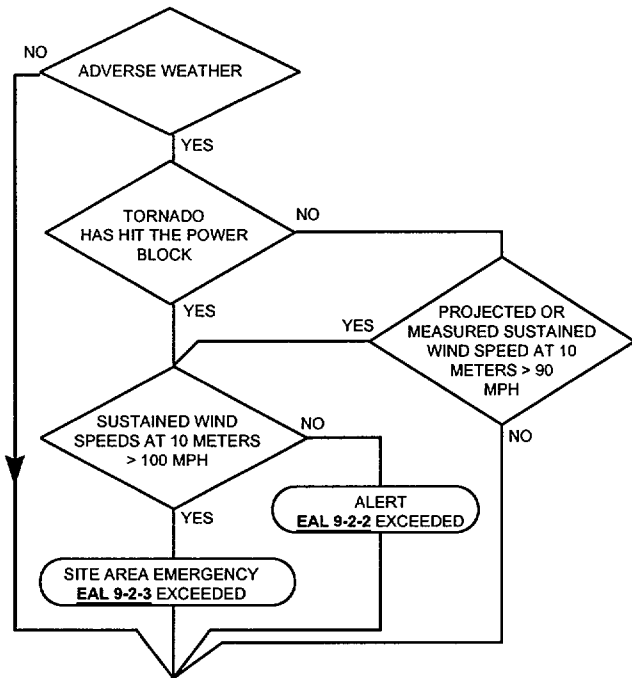 NO
ADVERSE WEATHER
YES
TORNADO
HAS HIT THE POWER
BLOCK
NO
YES
PROJECTED OR
MEASURED SUSTAINED
WIND SPEED AT 10
METERS > 90
MPH
YES
NO
SUSTAINED WIND
SPEEDS AT 10 METERS
> 100 MPH
NO
YES
ALERT
EAL 9-2-2 EXCEEDED
SITE AREA EMERGENCY
EAL 9-2-3 EXCEEDED